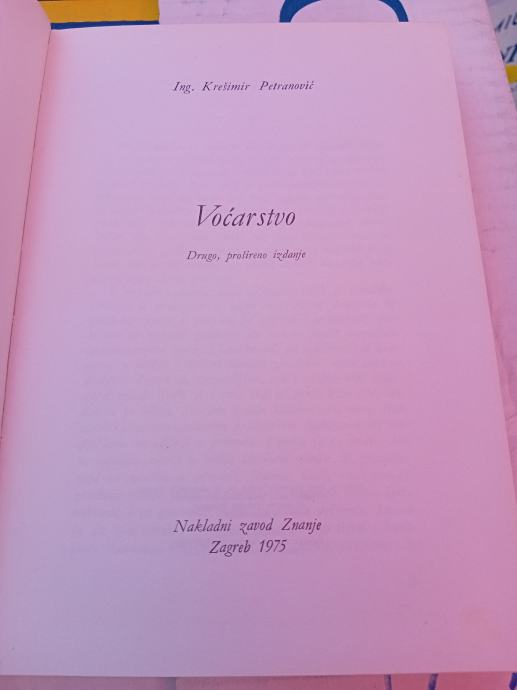 Ing. Krešimir Petranović
Voćarstvo
Drugo, prošireno izdanje
Nakladni zavod Znanje
Zagreb 1975